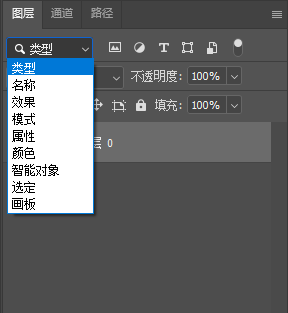 图层 通道 路径
类型
类型
不透明度: 100%
名称
效果
模式
填充: 100%
属性
颜色
层 0
智能对象
选定
画板